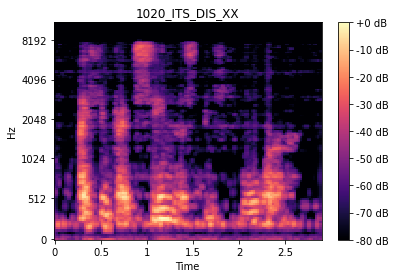 1020_ITS_DIS_XX
+0 dB
8192
-10 dB
4096
-20 dB
-30 dB
2048
Hz
-40 dB
1024
-50 dB
512
-60 dB
-70 dB
0
-80 dB
0 0.5 1 1.5 2 2.5
Time